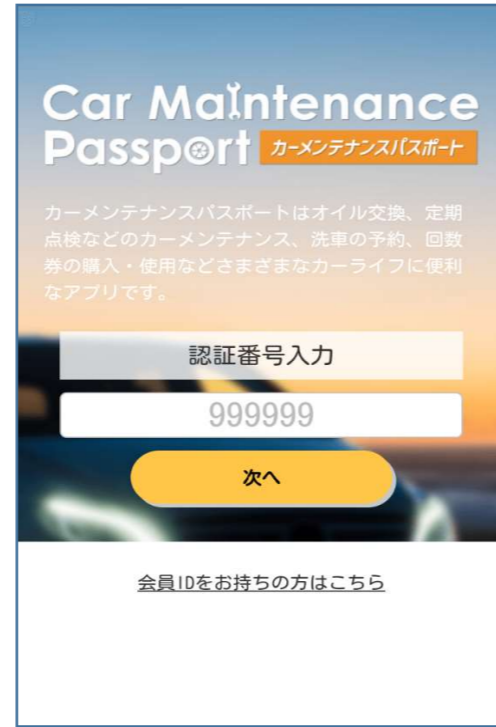 Car Maintenance
Passport カーメンテナンスパスポート
カーメンテナンスパスポートはオイル交換、定期
点検などのカーメンテナンス、洗車の予約、回数
券の購入・使用などさまざまなカーライフに便利
なアプリです。
認証番号入力
999999
次へ
会員IDをお持ちの方はこちら